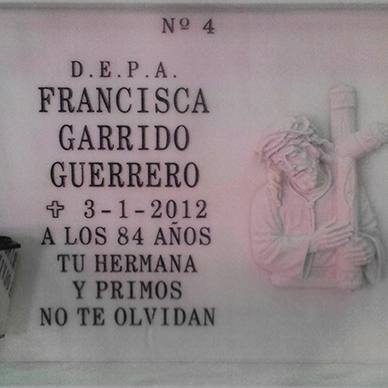 Nº 4
D.E.P.A.
FRANCISCA
GARRIDO
GUERRERO
✝ 3-1-2012
A LOS 84 AÑOS
TU HERMANA
Y PRIMOS
NO TE OLVIDAN